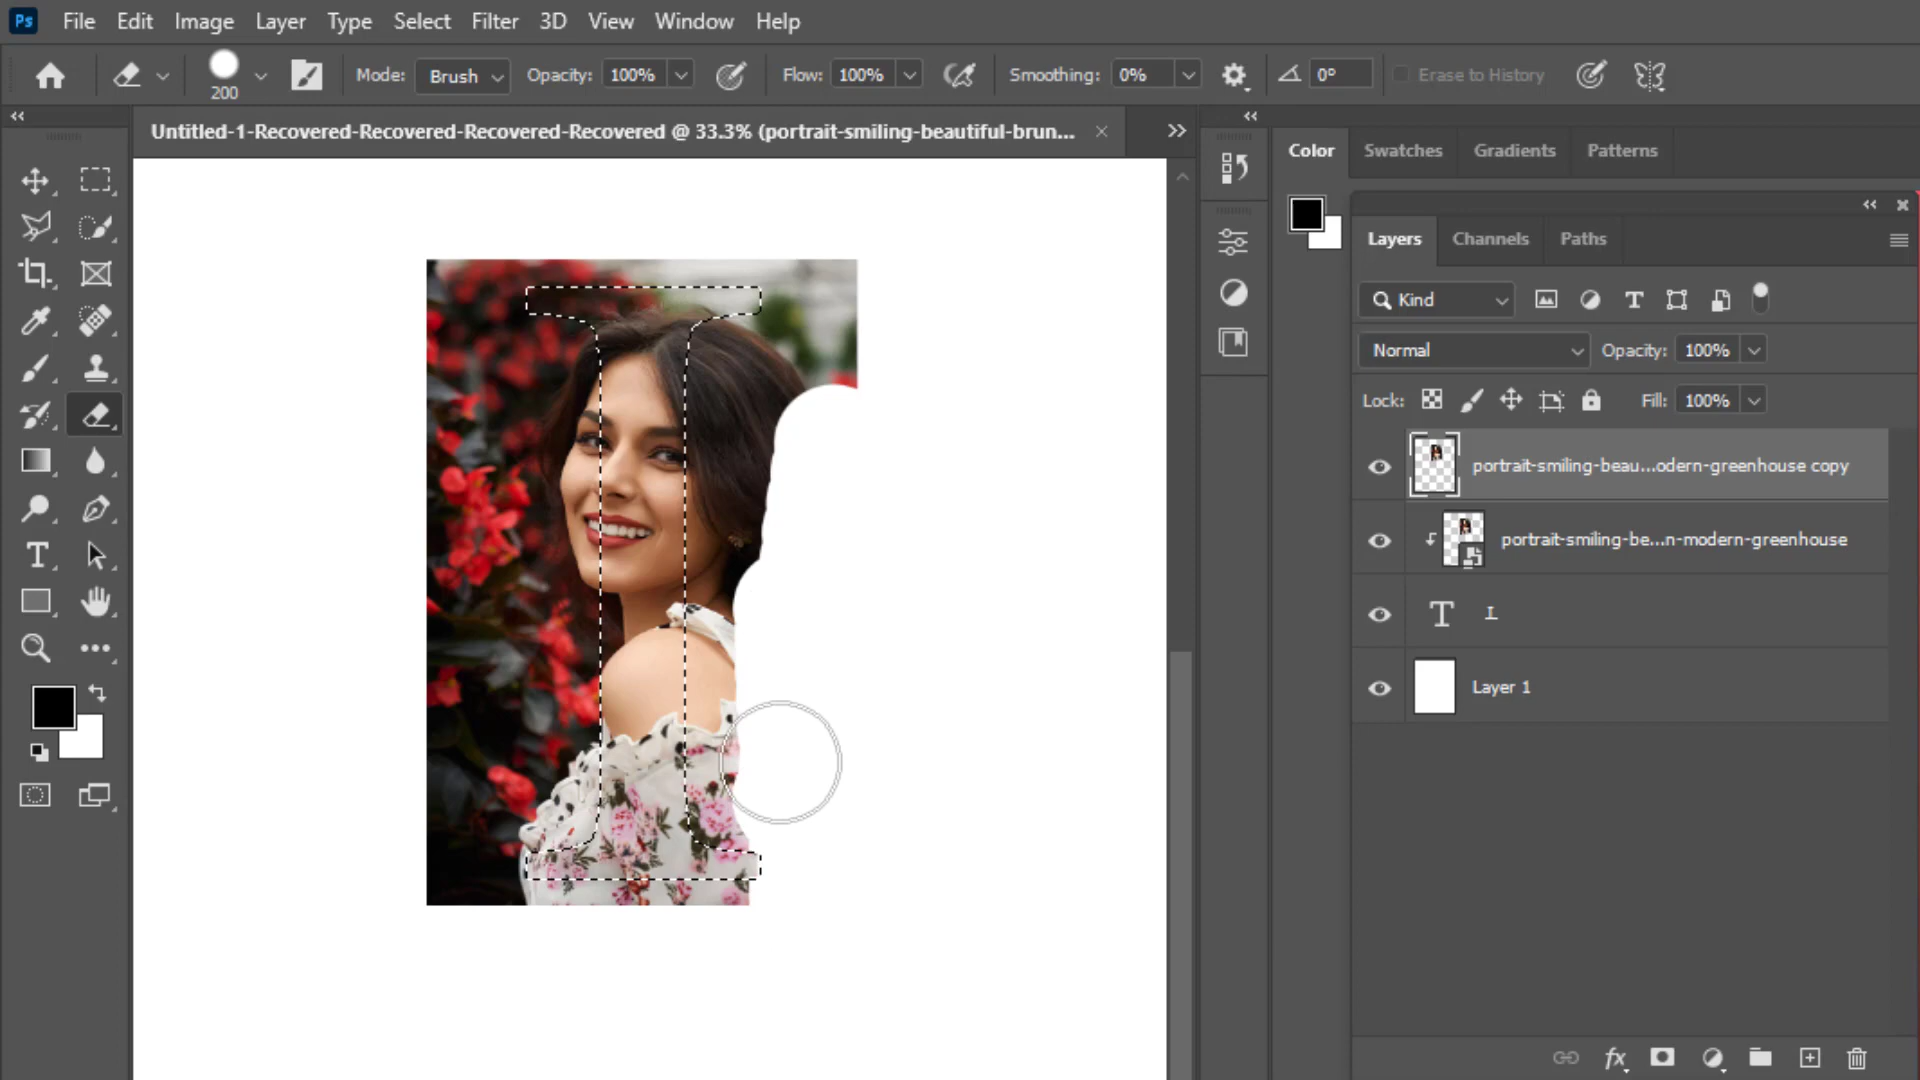 Ps File Edit Image Layer Type Select Filter 3D View Window Help
200 Mode: Brush Opacity: 100% Flow: 100% Smoothing: 0% 0° Erase to History
Untitled-1-Recovered-Recovered-Recovered-Recovered @ 33.3% (portrait-smiling-beautiful-brun...
Color Swatches Gradients Patterns
Layers Channels Paths
Kind
Normal Opacity: 100%
Lock: Fill: 100%
portrait-smiling-beau...odern-greenhouse copy
portrait-smiling-be...n-modern-greenhouse
I
Layer 1
fx